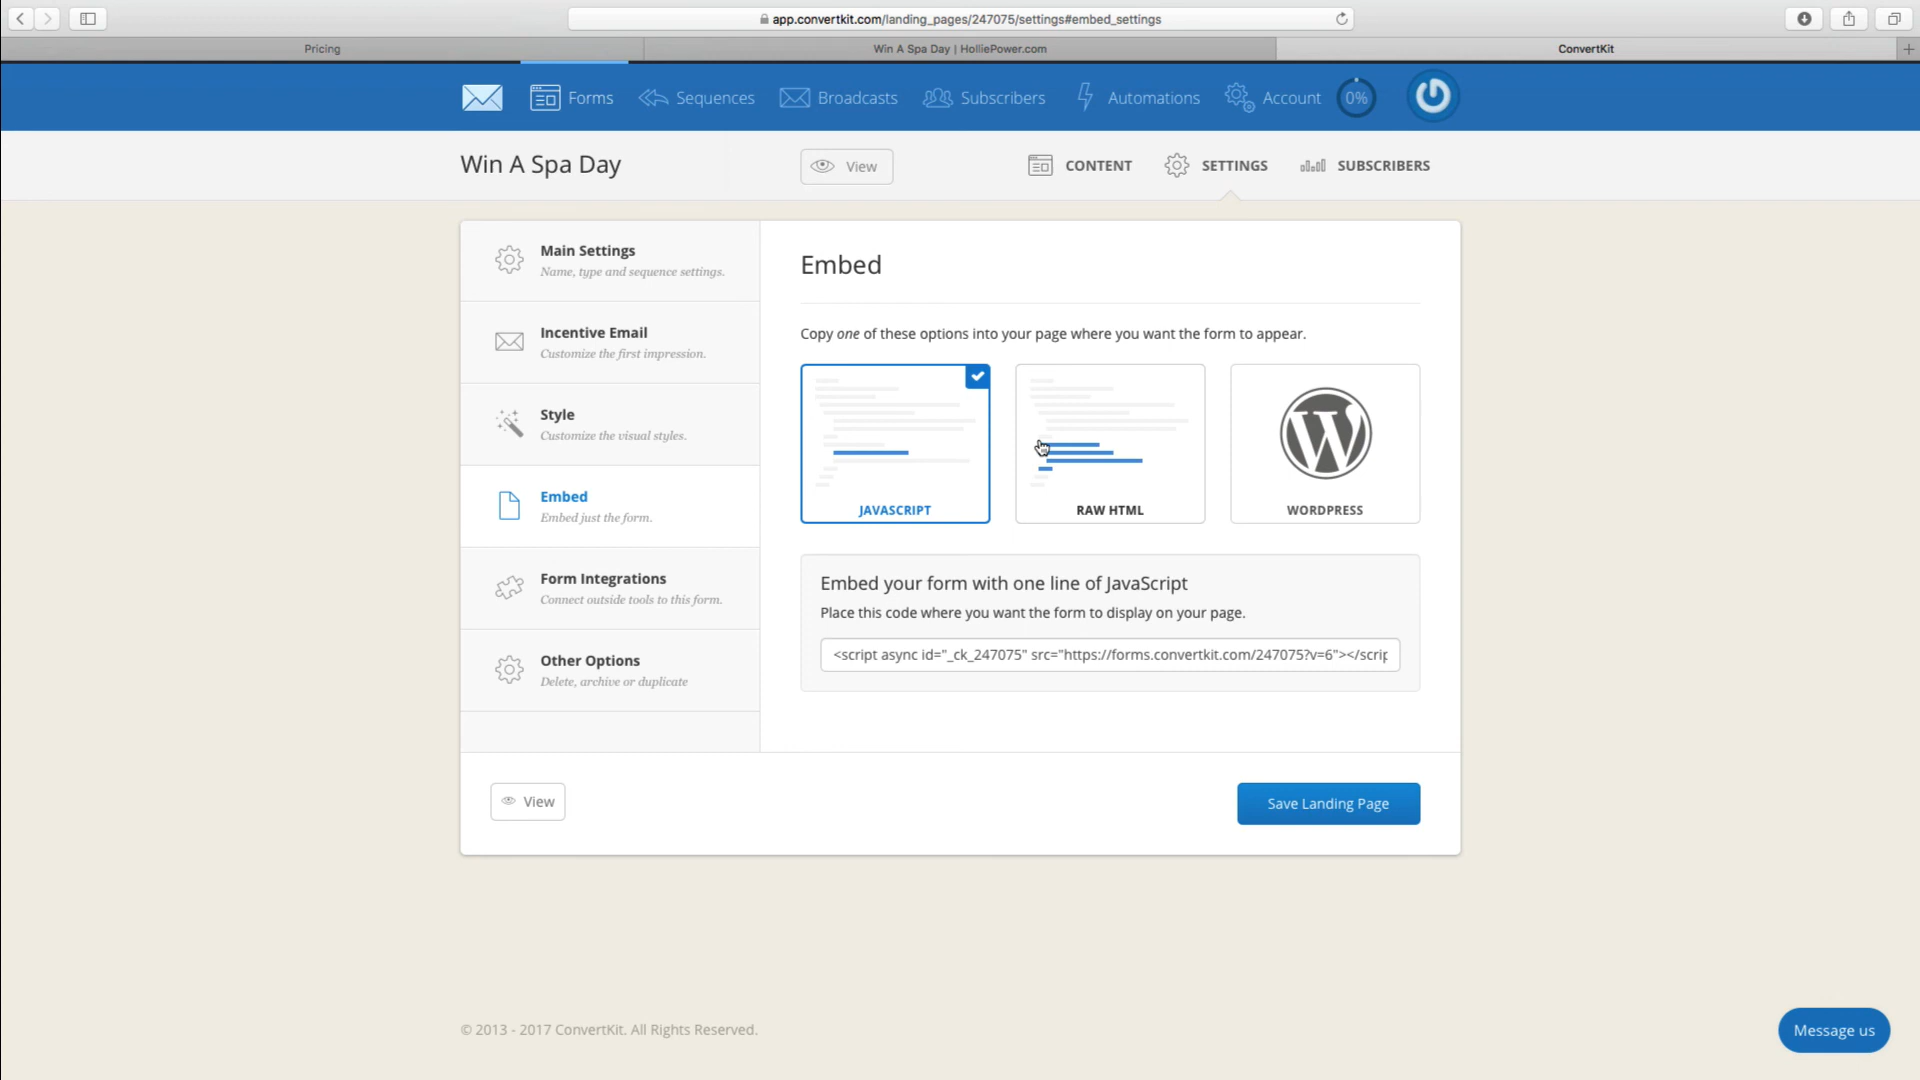 app.convertkit.com/landing_pages/247075/settings#embed_settings
Pricing
Win A Spa Day | HolliePower.com
ConvertKit
Forms
Sequences
Broadcasts
Subscribers
Automations
Account
0%
Win A Spa Day
View
CONTENT
SETTINGS
SUBSCRIBERS
Main Settings
Name, type and sequence settings.
Incentive Email
Customize the first impression.
Style
Customize the visual styles.
Embed
Embed just the form.
Form Integrations
Connect outside tools to this form.
Other Options
Delete, archive or duplicate
Embed
Copy one of these options into your page where you want the form to appear.
JAVASCRIPT
RAW HTML
WORDPRESS
Embed your form with one line of JavaScript
Place this code where you want the form to display on your page.
<script async id="_ck_247075" src="https://forms.convertkit.com/247075?v=6"></scrip
View
Save Landing Page
© 2013 - 2017 ConvertKit. All Rights Reserved.
Message us